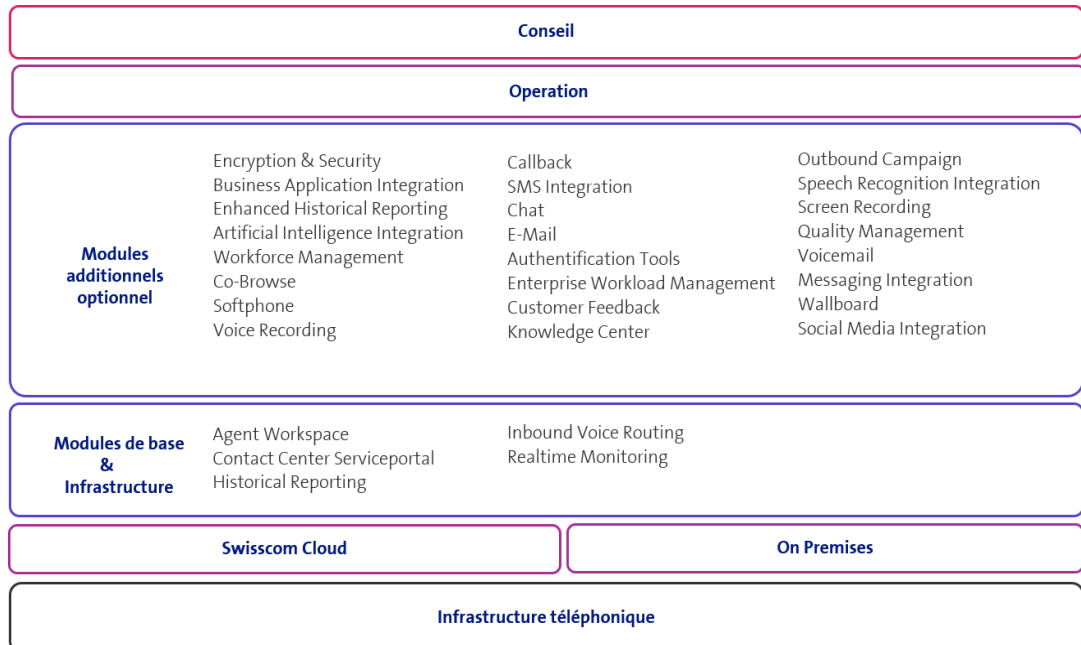 Conseil
Operation
Modules
additionnels
optionnel
Encryption & Security
Business Application Integration
Enhanced Historical Reporting
Artificial Intelligence Integration
Workforce Management
Co-Browse
Softphone
Voice Recording
Callback
SMS Integration
Chat
E-Mail
Authentification Tools
Enterprise Workload Management
Customer Feedback
Knowledge Center
Outbound Campaign
Speech Recognition Integration
Screen Recording
Quality Management
Voicemail
Messaging Integration
Wallboard
Social Media Integration
Modules de base
&
Infrastructure
Agent Workspace
Contact Center Serviceportal
Historical Reporting
Inbound Voice Routing
Realtime Monitoring
Swisscom Cloud
On Premises
Infrastructure téléphonique